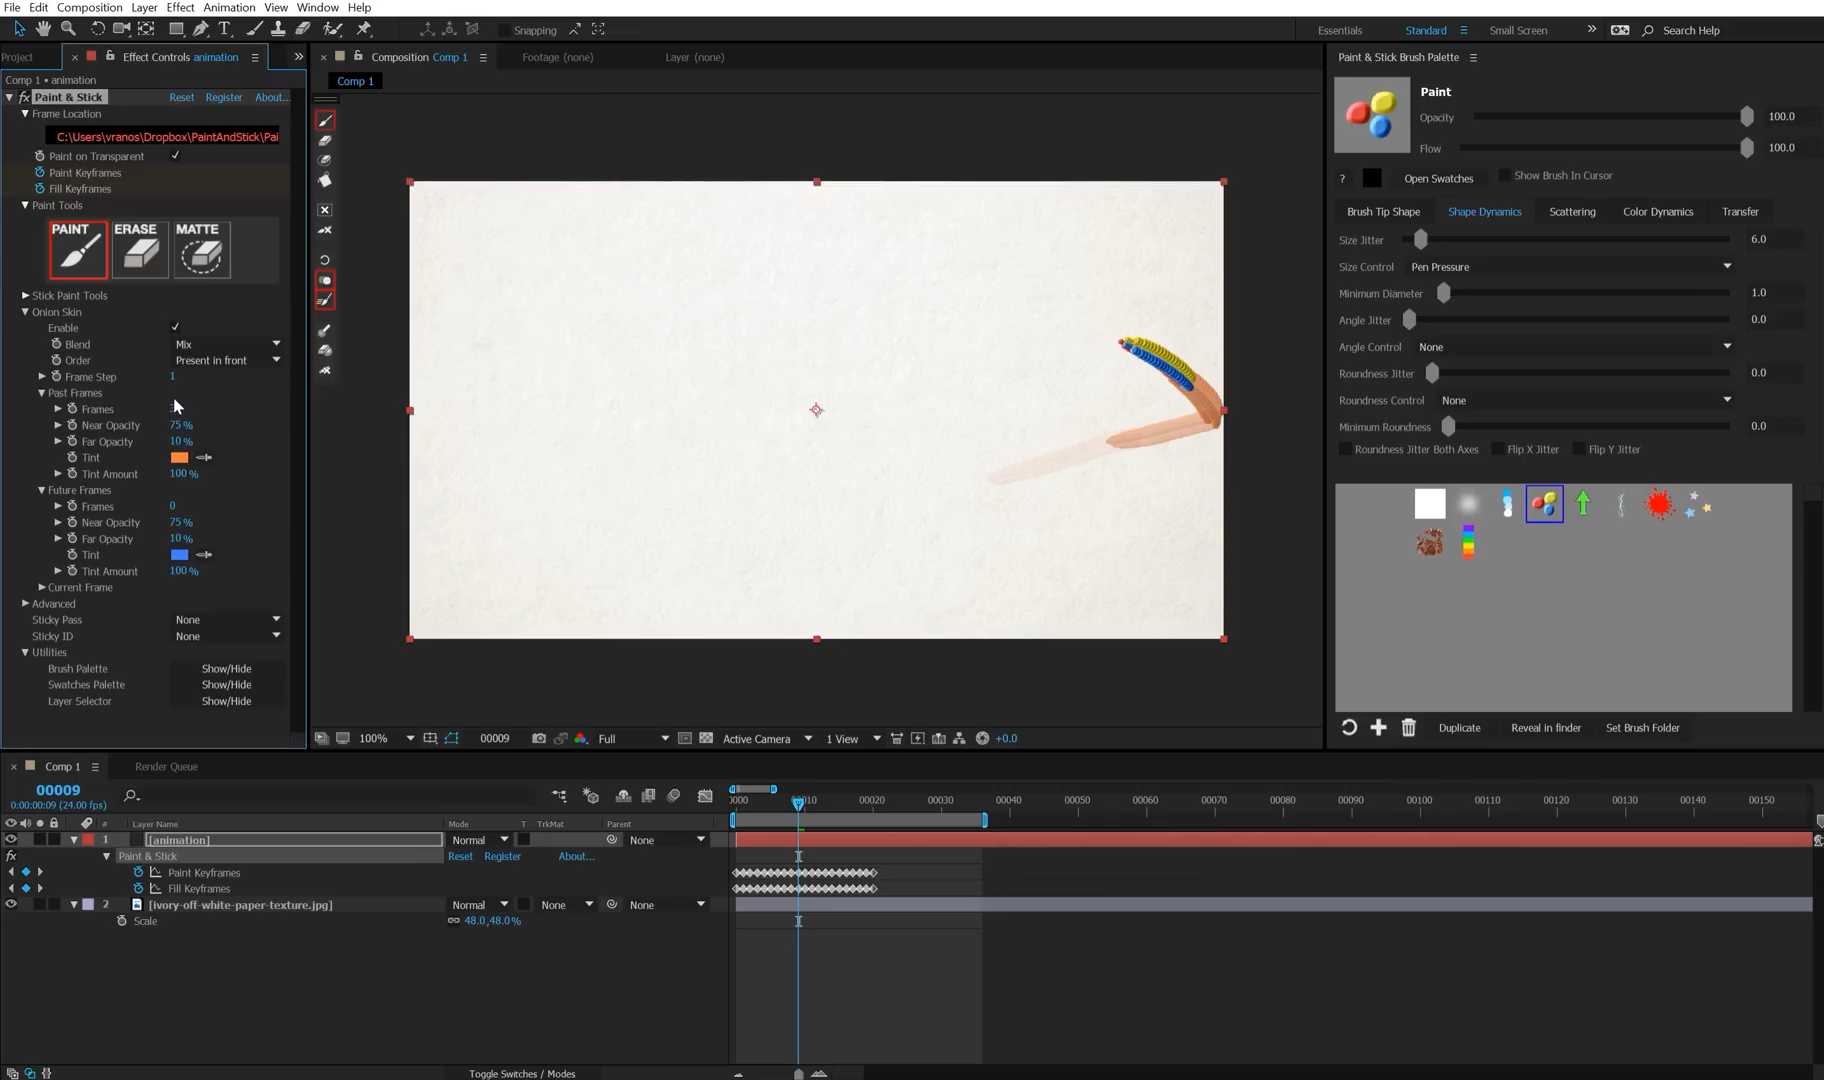 File Edit Composition Layer Effect Animation View Window Help
Snapping
Essentials Standard Small Screen Search Help
Project
Effect Controls animation
Composition Comp 1
Footage (none)
Layer (none)
Comp 1 • animation
Comp 1
fx Paint & Stick Reset Register About...
Frame Location
C:\Users\vranos\Dropbox\PaintAndStick\Pai
Paint on Transparent
Paint Keyframes
Fill Keyframes
Paint Tools
PAINT ERASE MATTE
Stick Paint Tools
Onion Skin
Enable
Blend Mix
Order Present in front
Frame Step 1
Past Frames
Frames
Near Opacity 75 %
Far Opacity 10 %
Tint
Tint Amount 100 %
Future Frames
Frames 0
Near Opacity 75 %
Far Opacity 10 %
Tint
Tint Amount 100 %
Current Frame
Advanced
Sticky Pass None
Sticky ID None
Utilities
Brush Palette Show/Hide
Swatches Palette Show/Hide
Layer Selector Show/Hide
100% 00009 Full Active Camera 1 View +0.0
Paint & Stick Brush Palette
Paint
Opacity 100.0
Flow 100.0
? Open Swatches Show Brush In Cursor
Brush Tip Shape Shape Dynamics Scattering Color Dynamics Transfer
Size Jitter 6.0
Size Control Pen Pressure
Minimum Diameter 1.0
Angle Jitter 0.0
Angle Control None
Roundness Jitter 0.0
Roundness Control None
Minimum Roundness 0.0
Roundness Jitter Both Axes Flip X Jitter Flip Y Jitter
Duplicate Reveal in finder Set Brush Folder
Comp 1 Render Queue
00009
0:00:00:09 (24.00 fps)
# Layer Name Mode T TrkMat Parent
1 [animation] Normal None
fx Paint & Stick Reset Register About...
Paint Keyframes
Fill Keyframes
2 [ivory-off-white-paper-texture.jpg] Normal None None
Scale 48.0,48.0%
00020 00030 00040 00050 00060 00070 00080 00090 00100 00110 00120 00130 00140 00150
Toggle Switches / Modes